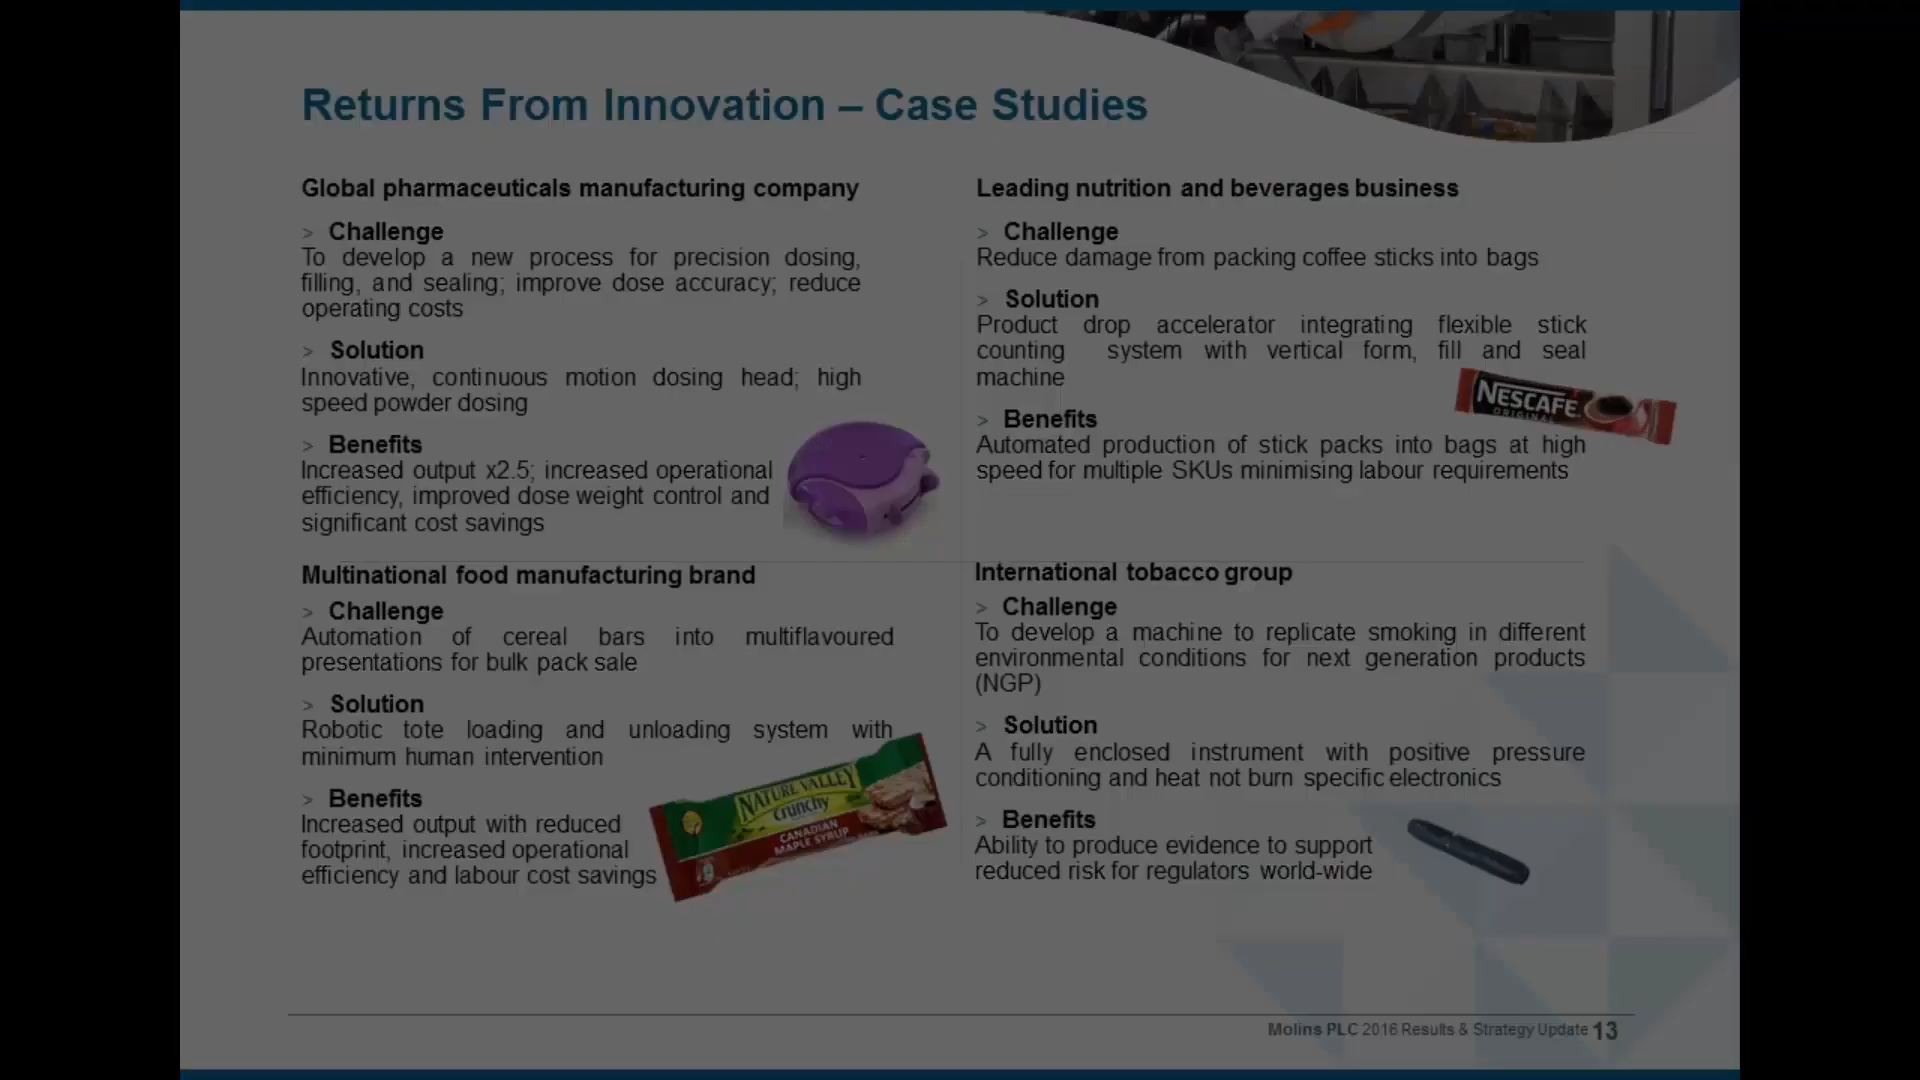 Returns From Innovation – Case Studies
Global pharmaceuticals manufacturing company
> Challenge
To develop a new process for precision dosing,
filling, and sealing; improve dose accuracy; reduce
operating costs
> Solution
Innovative, continuous motion dosing head; high
speed powder dosing
> Benefits
Increased output x2.5; increased operational
efficiency, improved dose weight control and
significant cost savings
Leading nutrition and beverages business
> Challenge
Reduce damage from packing coffee sticks into bags
> Solution
Product drop accelerator integrating flexible stick
counting system with vertical form, fill and seal
machine
NESCAFÉ
ORIGINAL
> Benefits
Automated production of stick packs into bags at high
speed for multiple SKUs minimising labour requirements
Multinational food manufacturing brand
> Challenge
Automation of cereal bars into multiflavoured
presentations for bulk pack sale
> Solution
Robotic tote loading and unloading system with
minimum human intervention
> Benefits
Increased output with reduced
footprint, increased operational
efficiency and labour cost savings
NATURE VALLEY
Crunchy
CANADIAN
MAPLE SYRUP
International tobacco group
> Challenge
To develop a machine to replicate smoking in different
environmental conditions for next generation products
(NGP)
> Solution
A fully enclosed instrument with positive pressure
conditioning and heat not burn specific electronics
> Benefits
Ability to produce evidence to support
reduced risk for regulators world-wide
Molins PLC 2016 Results & Strategy Update 13